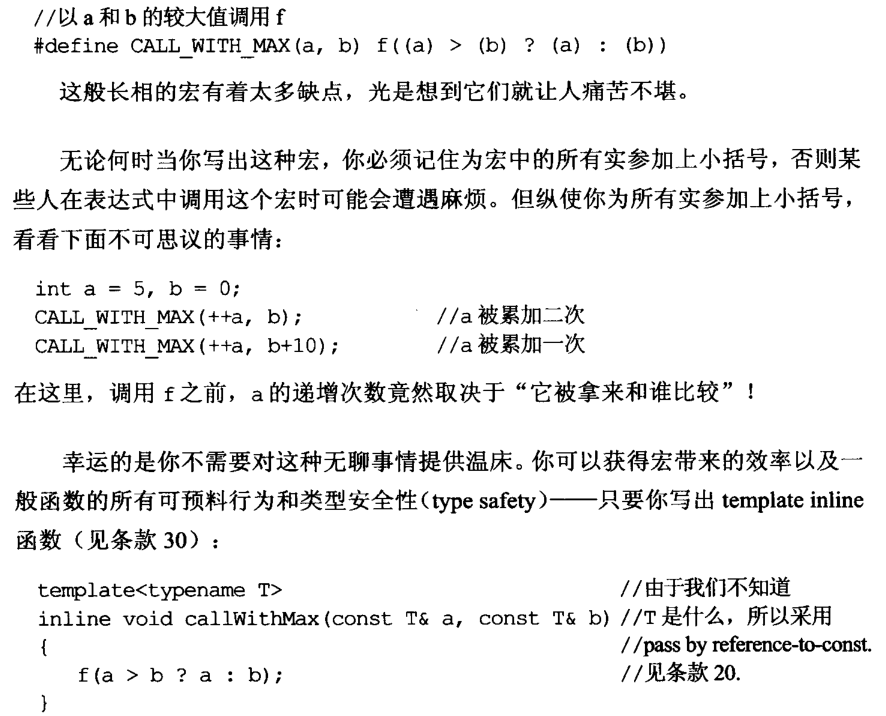 //以 a 和 b 的较大值调用 f
#define CALL_WITH_MAX(a, b) f((a) > (b) ? (a) : (b))
这般长相的宏有着太多缺点，光是想到它们就让人痛苦不堪。
无论何时当你写出这种宏，你必须记住为宏中的所有实参加上小括号，否则某
些人在表达式中调用这个宏时可能会遭遇麻烦。但纵使你为所有实参加上小括号，
看看下面不可思议的事情：
int a = 5, b = 0;
CALL_WITH_MAX(++a, b); //a 被累加二次
CALL_WITH_MAX(++a, b+10); //a 被累加一次
在这里，调用 f 之前，a 的递增次数竟然取决于“它被拿来和谁比较”！
幸运的是你不需要对这种无聊事情提供温床。你可以获得宏带来的效率以及一
般函数的所有可预料行为和类型安全性（type safety）——只要你写出 template inline
函数（见条款 30）：
template<typename T> //由于我们不知道
inline void callWithMax(const T& a, const T& b) //T 是什么，所以采用
{ //pass by reference-to-const.
f(a > b ? a : b); //见条款 20.
}